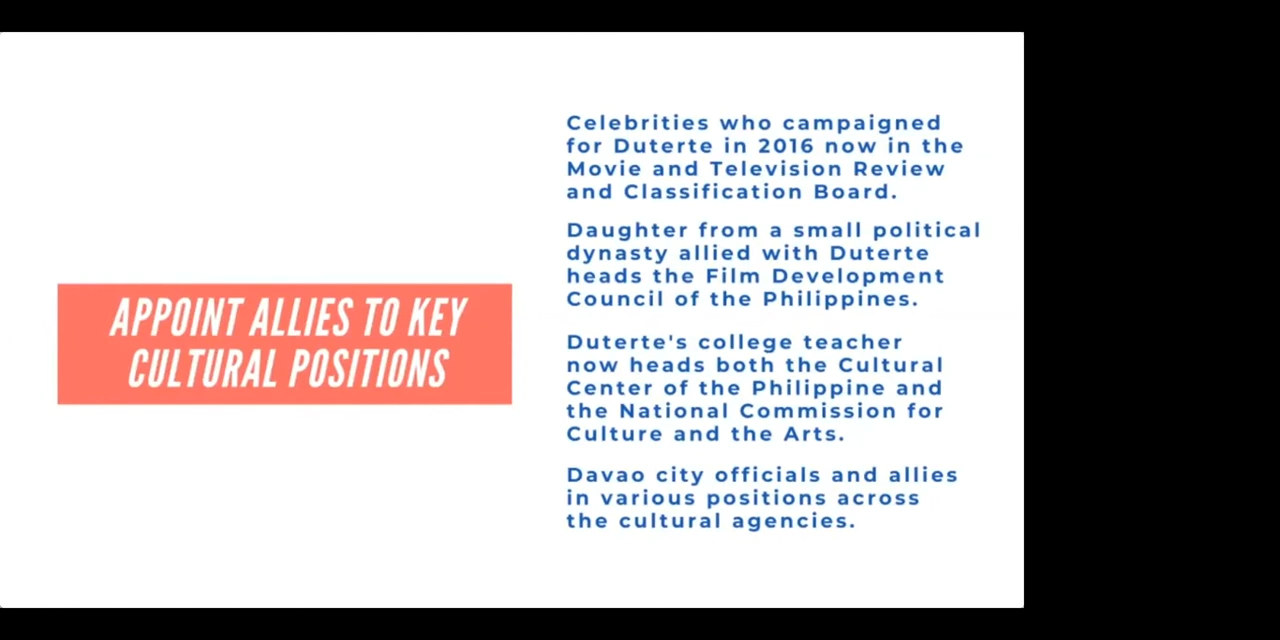 APPOINT ALLIES TO KEY
CULTURAL POSITIONS
Celebrities who campaigned
for Duterte in 2016 now in the
Movie and Television Review
and Classification Board.
Daughter from a small political
dynasty allied with Duterte
heads the Film Development
Council of the Philippines.
Duterte's college teacher
now heads both the Cultural
Center of the Philippine and
the National Commission for
Culture and the Arts.
Davao city officials and allies
in various positions across
the cultural agencies.